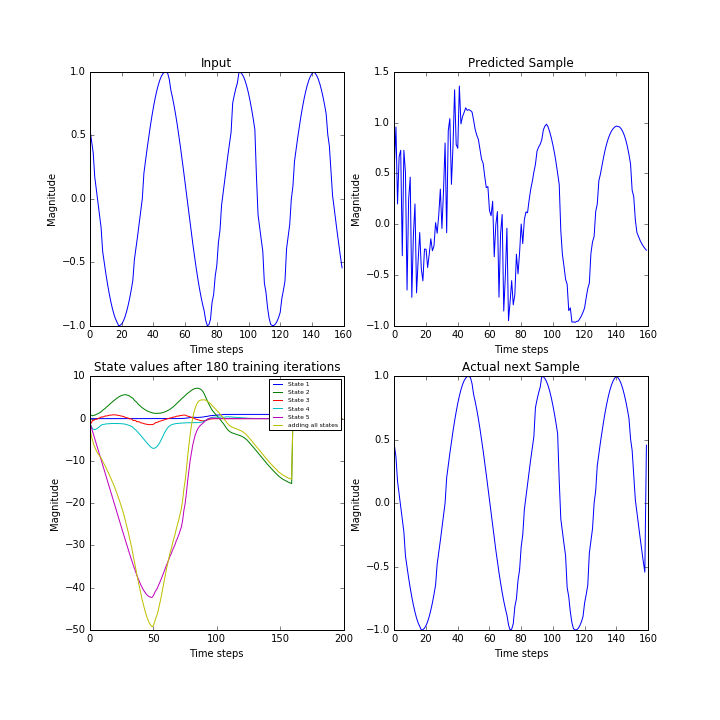 Input
Magnitude
1.0
0.5
0.0
−0.5
−1.0
0 20 40 60 80 100 120 140 160
Time steps
Predicted Sample
Magnitude
1.5
1.0
0.5
0.0
−0.5
−1.0
0 20 40 60 80 100 120 140 160
Time steps
State values after 180 training iterations
Magnitude
10
0
−10
−20
−30
−40
−50
0 50 100 150 200
Time steps
State 1
State 2
State 3
State 4
State 5
adding all states
Actual next Sample
Magnitude
1.0
0.5
0.0
−0.5
−1.0
0 20 40 60 80 100 120 140 160
Time steps